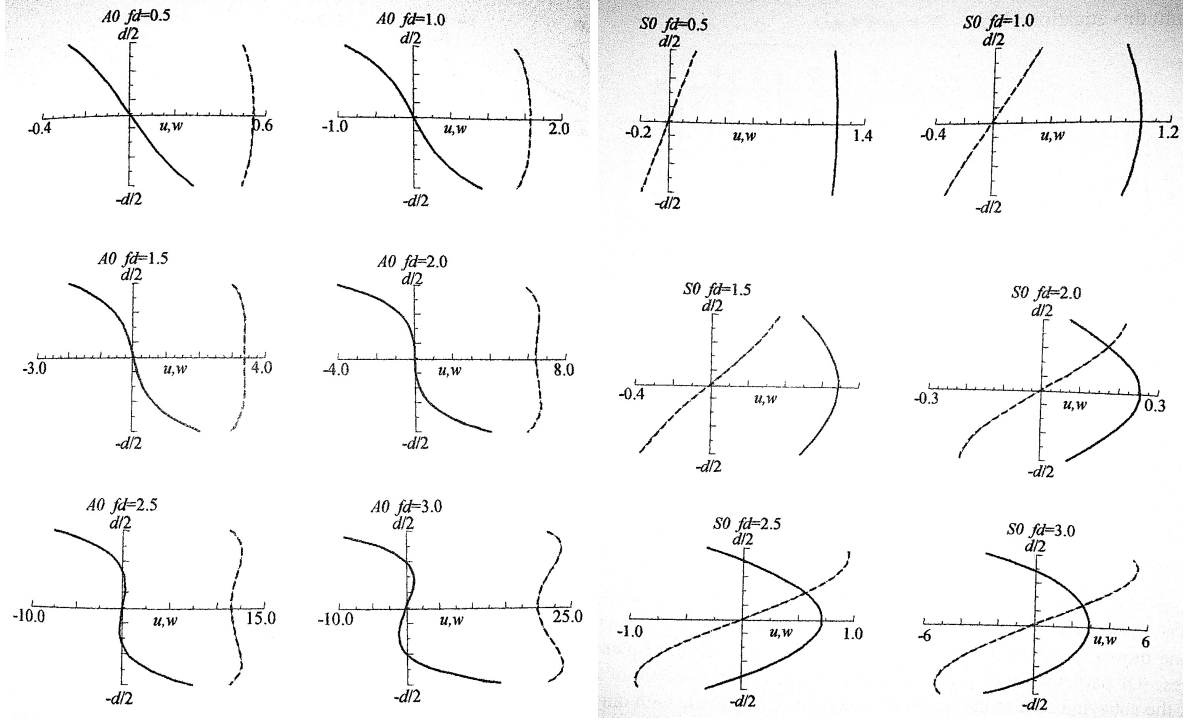 A0 fd=0.5
d/2
-0.4
u,w
0.6
-d/2
A0 fd=1.0
d/2
-1.0
u,w
2.0
-d/2
S0 fd=0.5
d/2
-0.2
u,w
1.4
-d/2
S0 fd=1.0
d/2
-0.4
u,w
1.2
-d/2
A0 fd=1.5
d/2
-3.0
u,w
4.0
-d/2
A0 fd=2.0
d/2
-4.0
u,w
8.0
-d/2
S0 fd=1.5
-0.4
u,w
-d/2
S0 fd=2.0
d/2
-0.3
u,w
0.3
-d/2
A0 fd=2.5
d/2
-10.0
u,w
15.0
-d/2
A0 fd=3.0
d/2
-10.0
u,w
25.0
-d/2
S0 fd=2.5
d/2
-1.0
u,w
1.0
-d/2
S0 fd=3.0
d/2
-6
u,w
6
-d/2